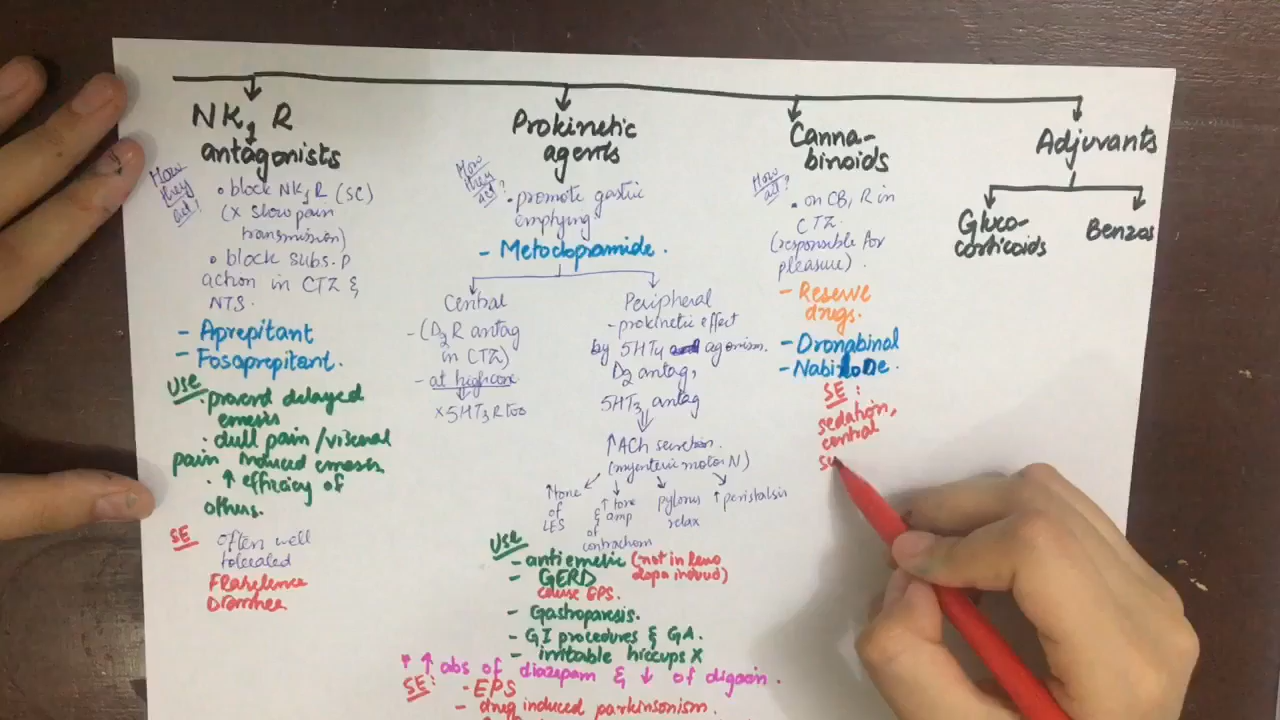 NK1 R
antagonists
How
they
act?
• block NK1R (SC)
(x slow pain
transmission)
• block subs. P
action in CTZ &
NTS.
- Aprepitant
- Fosaprepitant.
Use
• prevent delayed
emesis
• dull pain / visceral
pain induced emesis
• ↑ efficacy of
others.
SE
often well
tolerated
Flatulence
Diarrhea
Prokinetic
agents
How
they
act?
• promote gastric
emptying
- Metoclopramide.
Central
- (D2 R antag
in CTZ)
- at high conc
x 5HT3 R too
Peripheral
- prokinetic effect
by 5HT4 agonism.
D2 antag,
5HT3 antag
↑ ACh secretion.
(myenteric motor N)
↑ tone
of
LES
↑ tone
& amp
of
contractions
pylorus
relax
↑ peristalsis
Use
- antiemetic (not in levo
dopa induced)
- GERD
cause EPS.
- Gastroparesis.
- GI procedures & GA.
- irritable hiccups X
* ↑ abs of diazepam & ↓ of digoxin.
SE:
- EPS
- drug induced parkinsonism.
Canna-
binoids
How
act?
• on CB1 R in
CTZ.
(responsible for
pleasure).
- Reserve
drugs.
- Dronabinal
- Nabilone.
SE :
sedation,
central
Adjuvants
Gluco-
corticoids
Benzos